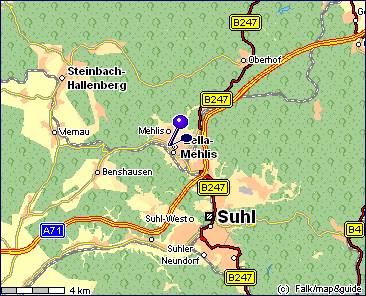 B247
Oberhof
Steinbach-
Hallenberg
B247
Mehlis
Viernau
Zella-
Mehlis
Benshausen
B247
Suhl-West
Suhl
A71
B4
Suhler
Neundorf
B247
4 km
(c) Falk/map&guide